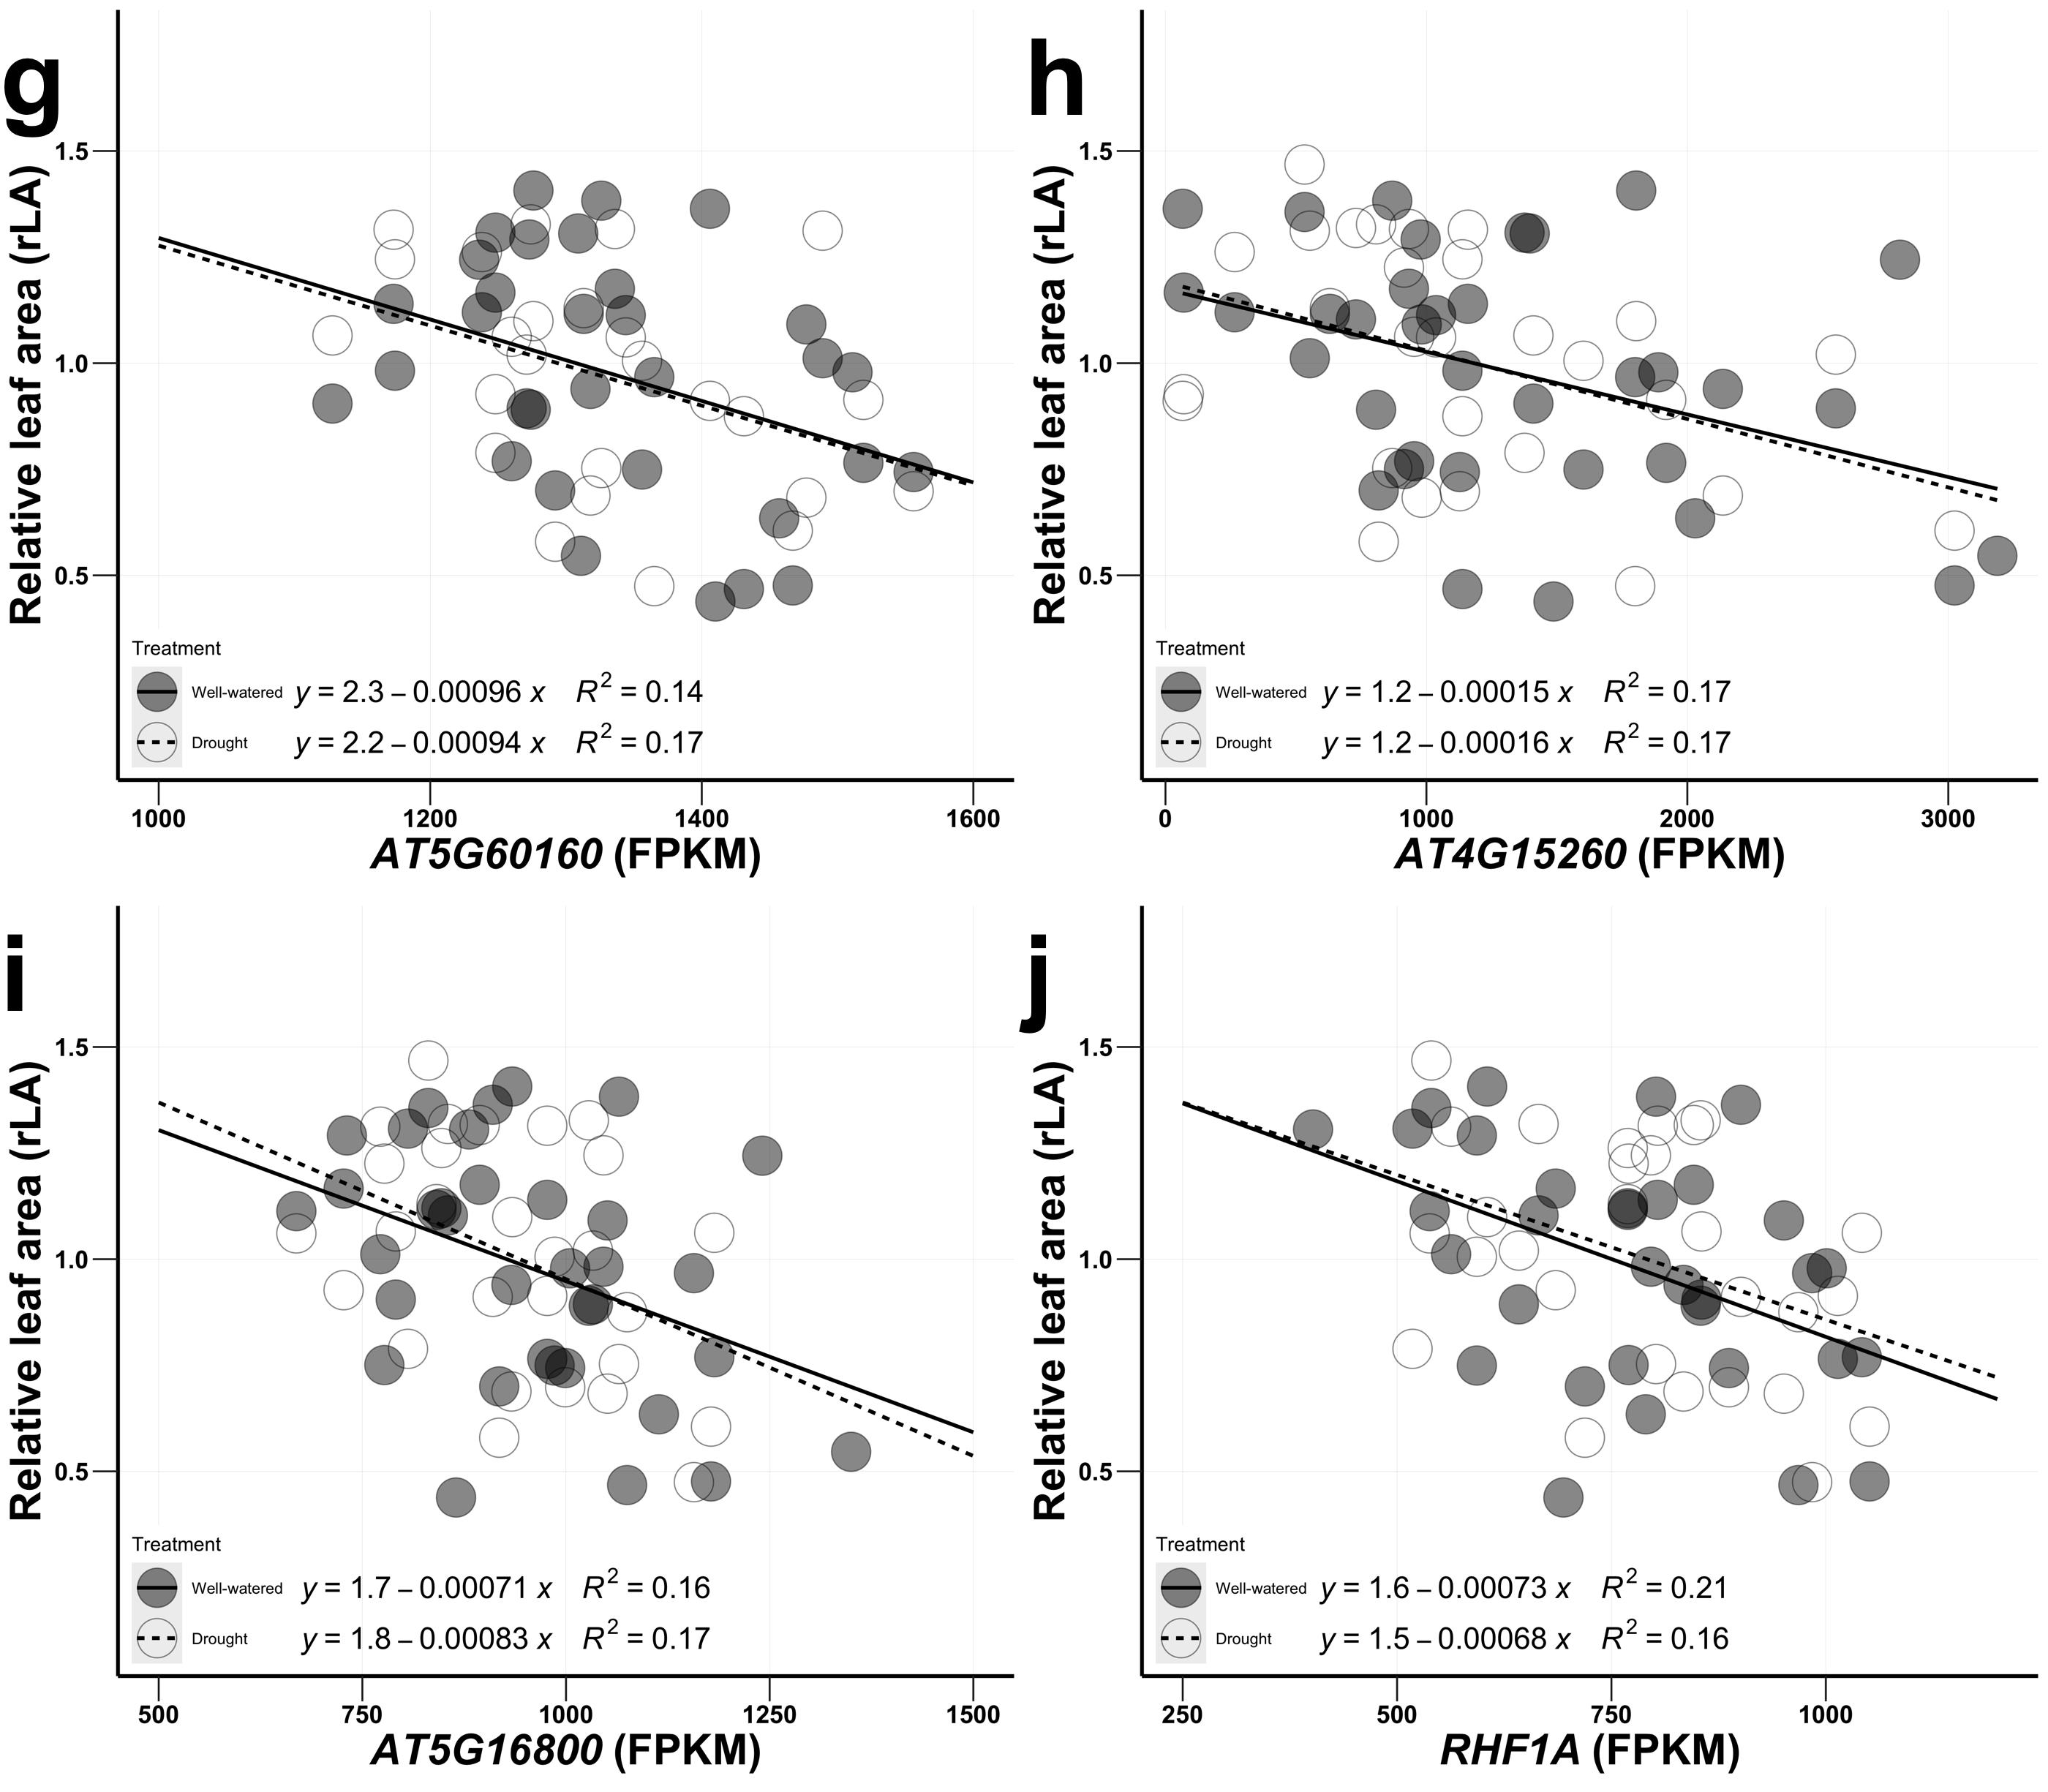 g
Relative leaf area (rLA)
1.5
1.0
0.5
Treatment
Well-watered y = 2.3 – 0.00096 x R² = 0.14
Drought y = 2.2 – 0.00094 x R² = 0.17
1000 1200 1400 1600
AT5G60160 (FPKM)
h
Relative leaf area (rLA)
1.5
1.0
0.5
Treatment
Well-watered y = 1.2 – 0.00015 x R² = 0.17
Drought y = 1.2 – 0.00016 x R² = 0.17
0 1000 2000 3000
AT4G15260 (FPKM)
i
Relative leaf area (rLA)
1.5
1.0
0.5
Treatment
Well-watered y = 1.7 – 0.00071 x R² = 0.16
Drought y = 1.8 – 0.00083 x R² = 0.17
500 750 1000 1250 1500
AT5G16800 (FPKM)
j
Relative leaf area (rLA)
1.5
1.0
0.5
Treatment
Well-watered y = 1.6 – 0.00073 x R² = 0.21
Drought y = 1.5 – 0.00068 x R² = 0.16
250 500 750 1000
RHF1A (FPKM)